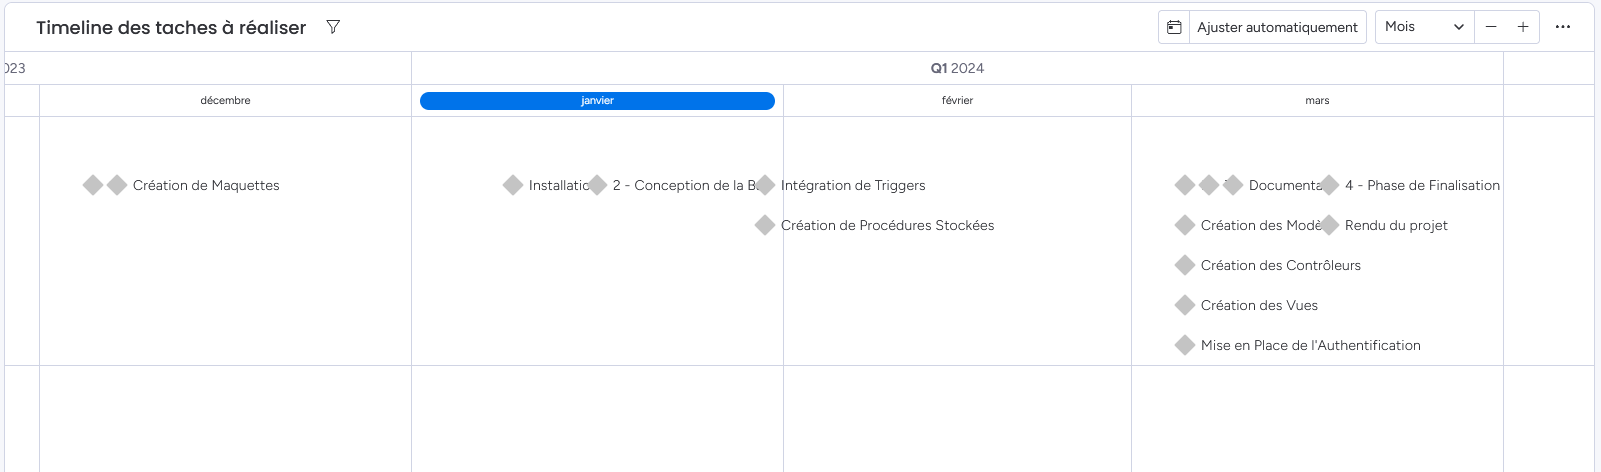 Timeline des taches à réaliser
Ajuster automatiquement
Mois
023
Q1 2024
décembre
janvier
février
mars
Création de Maquettes
Installatio
2 - Conception de la B
Intégration de Triggers
Documenta
4 - Phase de Finalisation
Création de Procédures Stockées
Création des Modè
Rendu du projet
Création des Contrôleurs
Création des Vues
Mise en Place de l'Authentification